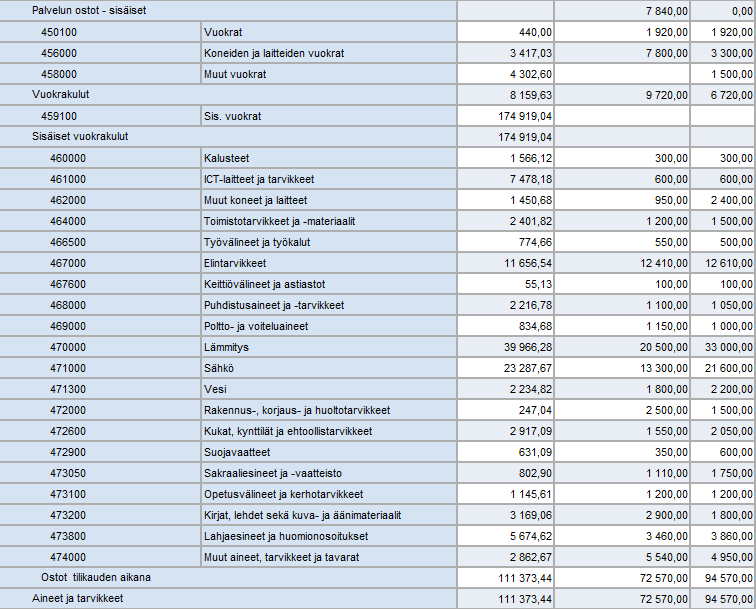 Palvelun ostot - sisäiset 7 840,00 0,00
450100 Vuokrat 440,00 1 920,00 1 920,00
456000 Koneiden ja laitteiden vuokrat 3 417,03 7 800,00 3 300,00
458000 Muut vuokrat 4 302,60 1 500,00
Vuokrakulut 8 159,63 9 720,00 6 720,00
459100 Sis. vuokrat 174 919,04
Sisäiset vuokrakulut 174 919,04
460000 Kalusteet 1 566,12 300,00 300,00
461000 ICT-laitteet ja tarvikkeet 7 478,18 600,00 600,00
462000 Muut koneet ja laitteet 1 450,68 950,00 2 400,00
464000 Toimistotarvikkeet ja -materiaalit 2 401,82 1 200,00 1 500,00
466500 Työvälineet ja työkalut 774,66 550,00 500,00
467000 Elintarvikkeet 11 656,54 12 410,00 12 610,00
467600 Keittiövälineet ja astiastot 55,13 100,00 100,00
468000 Puhdistusaineet ja -tarvikkeet 2 216,78 1 100,00 1 050,00
469000 Poltto- ja voiteluaineet 834,68 1 150,00 1 000,00
470000 Lämmitys 39 966,28 20 500,00 33 000,00
471000 Sähkö 23 287,67 13 300,00 21 600,00
471300 Vesi 2 234,82 1 800,00 2 200,00
472000 Rakennus-, korjaus- ja huoltotarvikkeet 247,04 2 500,00 1 500,00
472600 Kukat, kynttilät ja ehtoollistarvikkeet 2 917,09 1 550,00 2 050,00
472900 Suojavaatteet 631,09 350,00 600,00
473050 Sakraaliesineet ja -vaatteisto 802,90 1 110,00 1 750,00
473100 Opetusvälineet ja kerhotarvikkeet 1 145,61 1 200,00 1 200,00
473200 Kirjat, lehdet sekä kuva- ja äänimateriaalit 3 169,06 2 900,00 1 800,00
473800 Lahjaesineet ja huomionosoitukset 5 674,62 3 460,00 3 860,00
474000 Muut aineet, tarvikkeet ja tavarat 2 862,67 5 540,00 4 950,00
Ostot tilikauden aikana 111 373,44 72 570,00 94 570,00
Aineet ja tarvikkeet 111 373,44 72 570,00 94 570,00